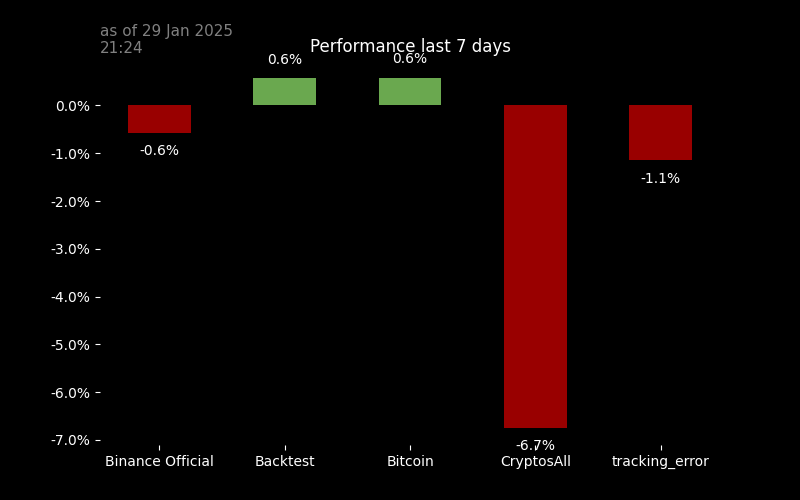 as of 29 Jan 2025
21:24
Performance last 7 days
0.6%
0.6%
0.0%
-0.6%
-1.0%
-1.1%
-2.0%
-3.0%
-4.0%
-5.0%
-6.0%
-7.0%
-6.7%
Binance Official
Backtest
Bitcoin
CryptosAll
tracking_error